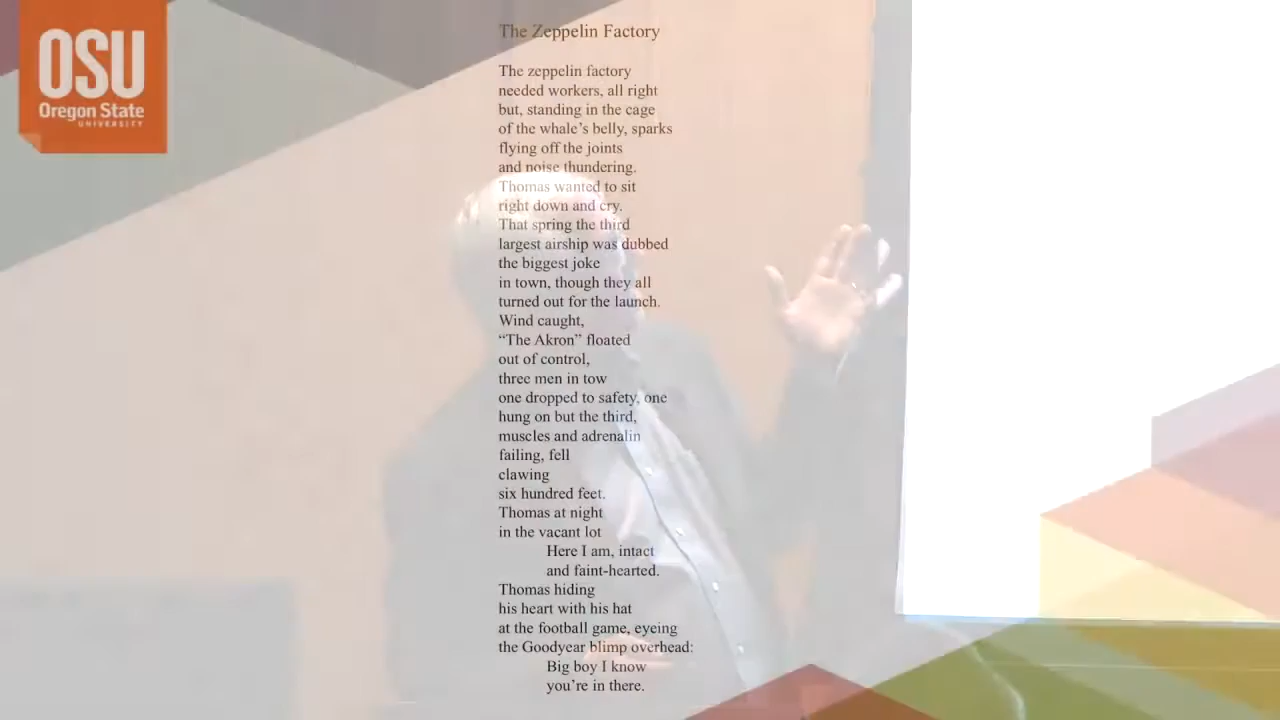 OSU
Oregon State
UNIVERSITY
The Zeppelin Factory
The zeppelin factory
needed workers, all right
but, standing in the cage
of the whale’s belly, sparks
flying off the joints
and noise thundering.
Thomas wanted to sit
right down and cry.
That spring the third
largest airship was dubbed
the biggest joke
in town, though they all
turned out for the launch.
Wind caught,
“The Akron” floated
out of control,
three men in tow
one dropped to safety, one
hung on but the third,
muscles and adrenalin
failing, fell
clawing
six hundred feet.
Thomas at night
in the vacant lot
Here I am, intact
and faint-hearted.
Thomas hiding
his heart with his hat
at the football game, eyeing
the Goodyear blimp overhead:
Big boy I know
you’re in there.